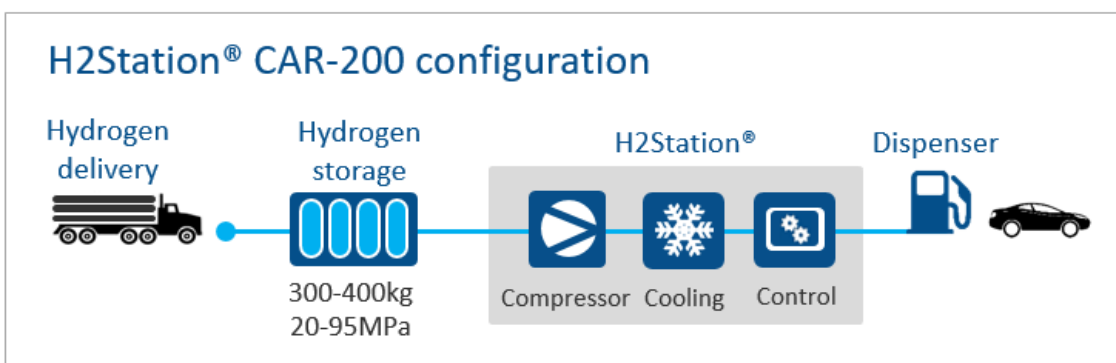 H2Station® CAR-200 configuration
Hydrogen
delivery
Hydrogen
storage
300-400kg
20-95MPa
H2Station®
Compressor
Cooling
Control
Dispenser